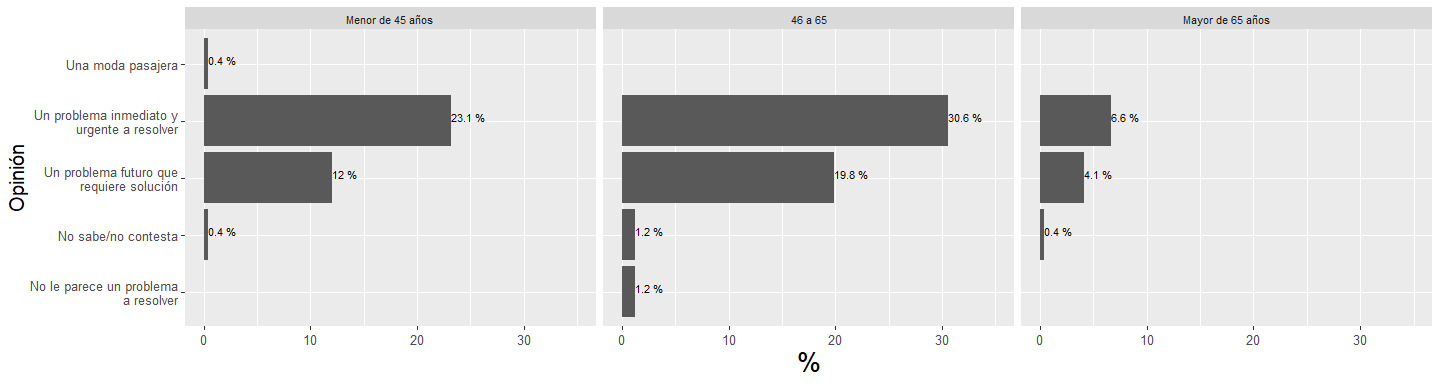 Menor de 45 años
46 a 65
Mayor de 65 años
Opinión
Una moda pasajera
0.4 %
Un problema inmediato y
urgente a resolver
23.1 %
30.6 %
6.6 %
Un problema futuro que
requiere solución
12 %
19.8 %
4.1 %
No sabe/no contesta
0.4 %
1.2 %
0.4 %
No le parece un problema
a resolver
1.2 %
0 10 20 30
0 10 20 30
0 10 20 30
%